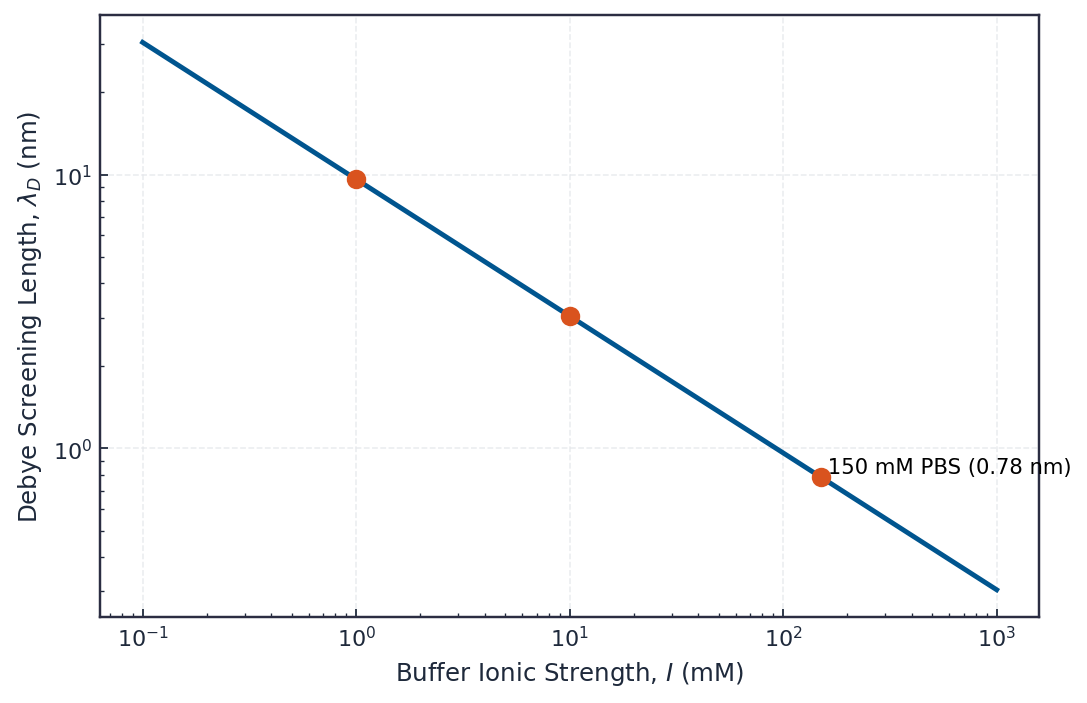 Debye Screening Length, λ_D (nm)
10¹
10⁰
150 mM PBS (0.78 nm)
10⁻¹ 10⁰ 10¹ 10² 10³
Buffer Ionic Strength, I (mM)